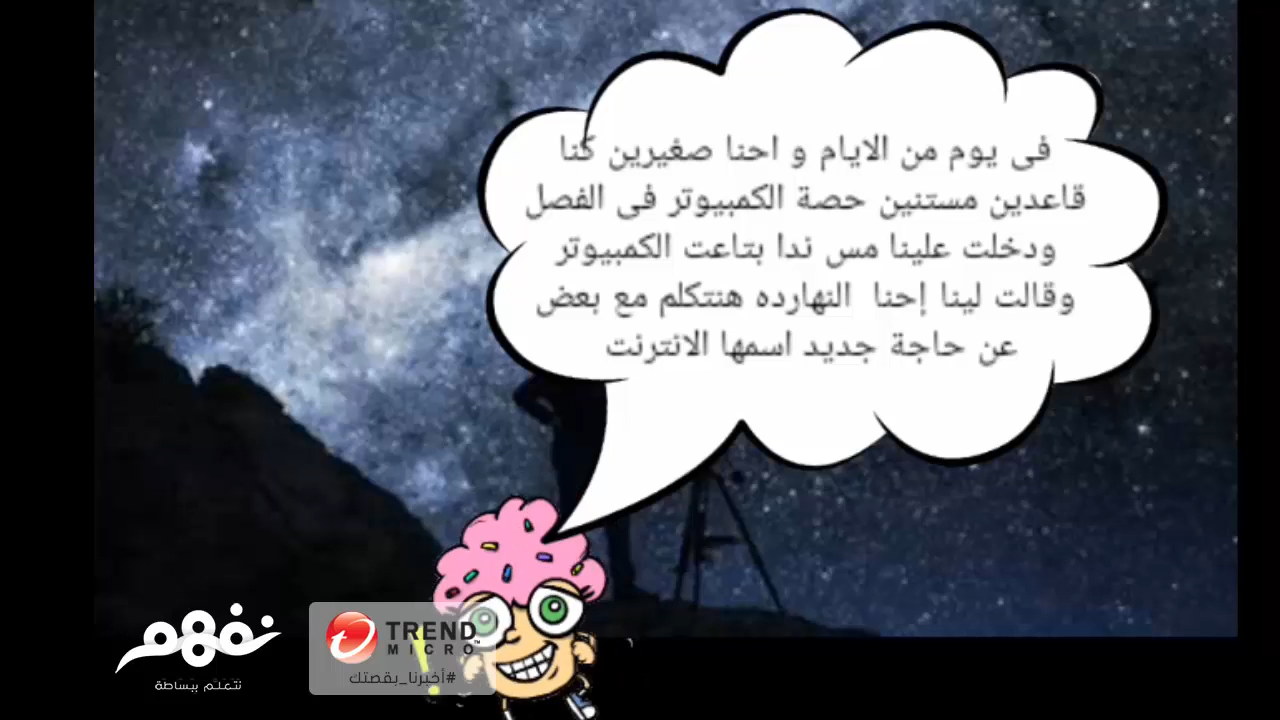 فى يوم من الايام و احنا صغيرين كنا
قاعدين مستنين حصة الكمبيوتر فى الفصل
ودخلت علينا مس ندا بتاعت الكمبيوتر
وقالت لينا إحنا النهارده هنتكلم مع بعض
عن حاجة جديد اسمها الانترنت
نفهم
نتعلم ببساطة
TREND
MICRO
#أخبرنا_بقصتك